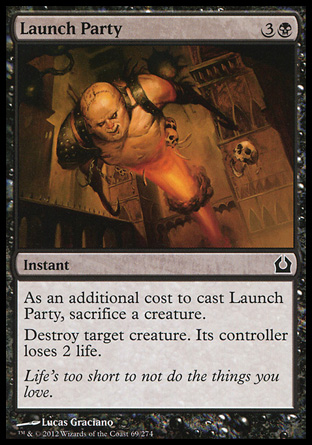 Launch Party 3
Instant
As an additional cost to cast Launch
Party, sacrifice a creature.
Destroy target creature. Its controller
loses 2 life.
Life's too short to not do the things you
love.
Lucas Graciano
™ & © 2012 Wizards of the Coast 69/274